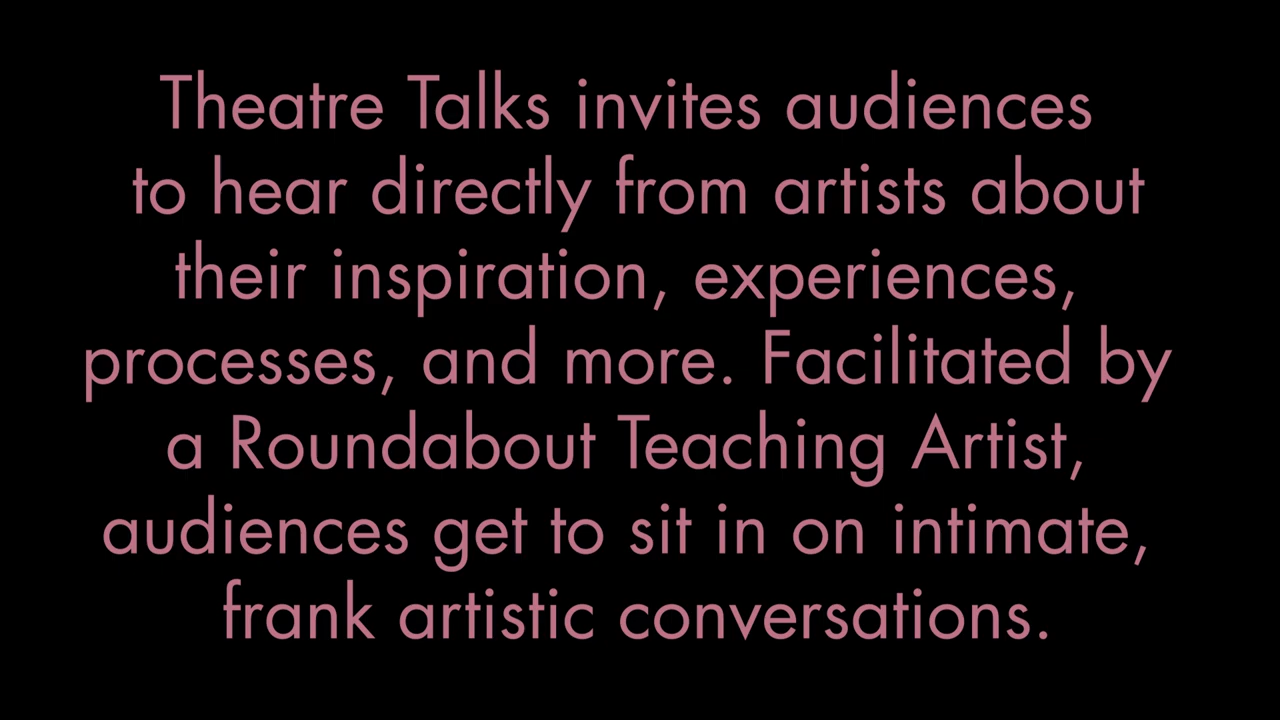 Theatre Talks invites audiences
to hear directly from artists about
their inspiration, experiences,
processes, and more. Facilitated by
a Roundabout Teaching Artist,
audiences get to sit in on intimate,
frank artistic conversations.